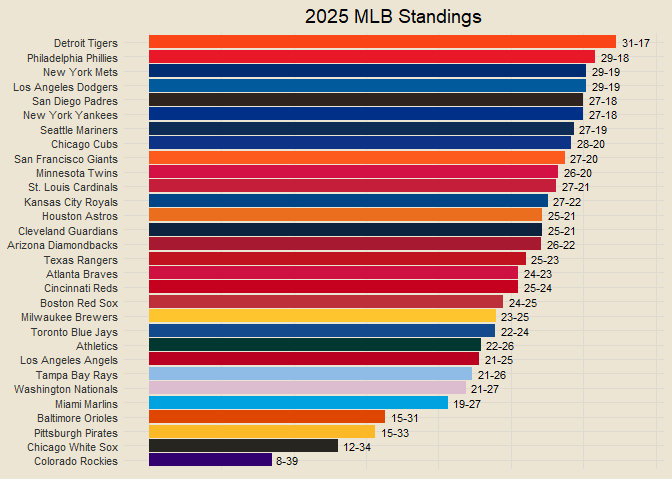 2025 MLB Standings
Detroit Tigers 31-17
Philadelphia Phillies 29-18
New York Mets 29-19
Los Angeles Dodgers 29-19
San Diego Padres 27-18
New York Yankees 27-18
Seattle Mariners 27-19
Chicago Cubs 28-20
San Francisco Giants 27-20
Minnesota Twins 26-20
St. Louis Cardinals 27-21
Kansas City Royals 27-22
Houston Astros 25-21
Cleveland Guardians 25-21
Arizona Diamondbacks 26-22
Texas Rangers 25-23
Atlanta Braves 24-23
Cincinnati Reds 25-24
Boston Red Sox 24-25
Milwaukee Brewers 23-25
Toronto Blue Jays 22-24
Athletics 22-26
Los Angeles Angels 21-25
Tampa Bay Rays 21-26
Washington Nationals 21-27
Miami Marlins 19-27
Baltimore Orioles 15-31
Pittsburgh Pirates 15-33
Chicago White Sox 12-34
Colorado Rockies 8-39